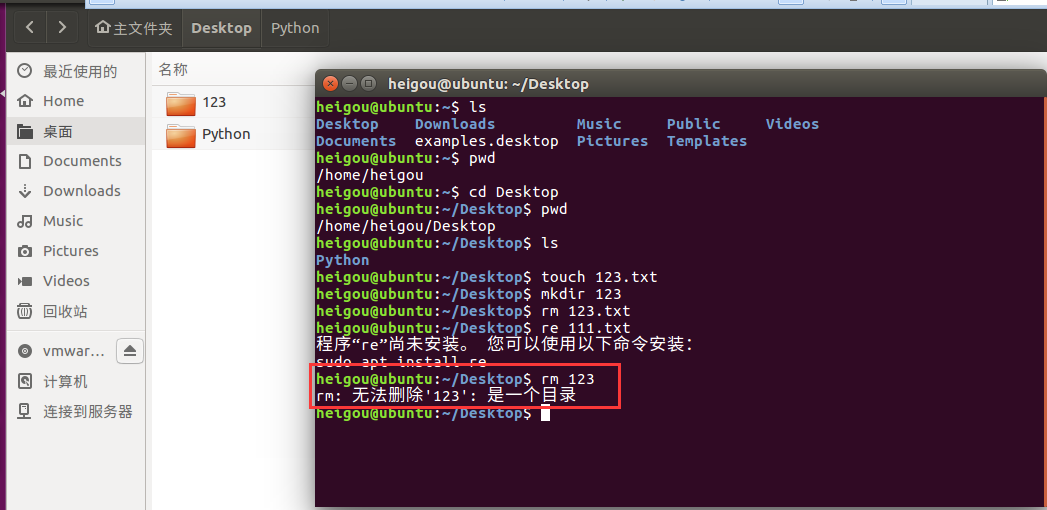 主文件夹 Desktop Python
最近使用的
Home
桌面
Documents
Downloads
Music
Pictures
Videos
回收站
vmwar...
计算机
连接到服务器
名称
123
Python
heigou@ubuntu: ~/Desktop
heigou@ubuntu:~$ ls
Desktop Downloads Music Public Videos
Documents examples.desktop Pictures Templates
heigou@ubuntu:~$ pwd
/home/heigou
heigou@ubuntu:~$ cd Desktop
heigou@ubuntu:~/Desktop$ pwd
/home/heigou/Desktop
heigou@ubuntu:~/Desktop$ ls
Python
heigou@ubuntu:~/Desktop$ touch 123.txt
heigou@ubuntu:~/Desktop$ mkdir 123
heigou@ubuntu:~/Desktop$ rm 123.txt
heigou@ubuntu:~/Desktop$ re 111.txt
程序“re”尚未安装。 您可以使用以下命令安装：
sudo apt install re
heigou@ubuntu:~/Desktop$ rm 123
rm: 无法删除'123': 是一个目录
heigou@ubuntu:~/Desktop$